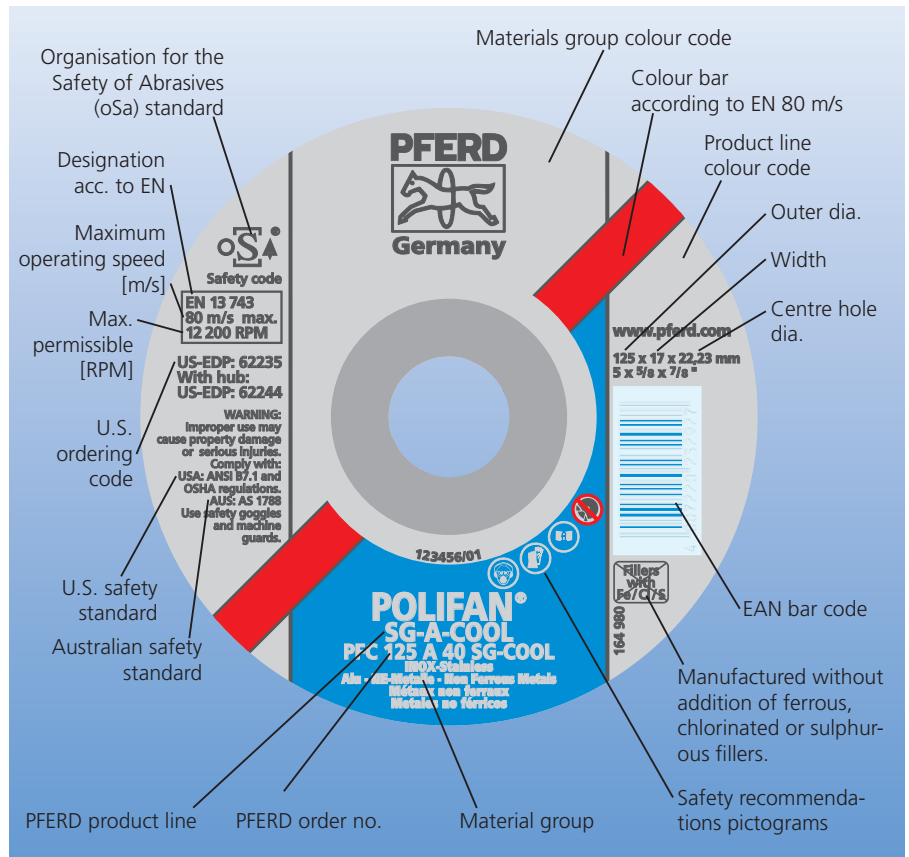 Organisation for the
Safety of Abrasives
(oSa) standard
Materials group colour code
Colour bar
according to EN 80 m/s
Product line
colour code
Designation
acc. to EN
Maximum
operating speed
[m/s]
Max.
permissible
[RPM]
U.S.
ordering
code
U.S. safety
standard
Australian safety
standard
Outer dia.
Width
Centre hole
dia.
PFERD
Germany
oSa
Safety code
EN 13 743
80 m/s max.
12 200 RPM
US-EDP: 62235
With hub:
US-EDP: 62244
WARNING:
Improper use may
cause property damage
or serious injuries.
Comply with:
USA: ANSI B7.1 and
OSHA regulations.
AUS: AS 1788
Use safety goggles
and machine
guards.
www.pferd.com
125 x 17 x 22,23 mm
5 x 5/8 x 7/8 "
Fillers
with
Fe/Cl/S
164 980
123456/01
POLIFAN®
SG-A-COOL
PFC 125 A 40 SG-COOL
INOX-Stainless
Alu - NE-Metalle - Non Ferrous Metals
Métaux non ferraux
Metales no férricos
EAN bar code
Manufactured without
addition of ferrous,
chlorinated or sulphur-
ous fillers.
Safety recommenda-
tions pictograms
PFERD product line
PFERD order no.
Material group